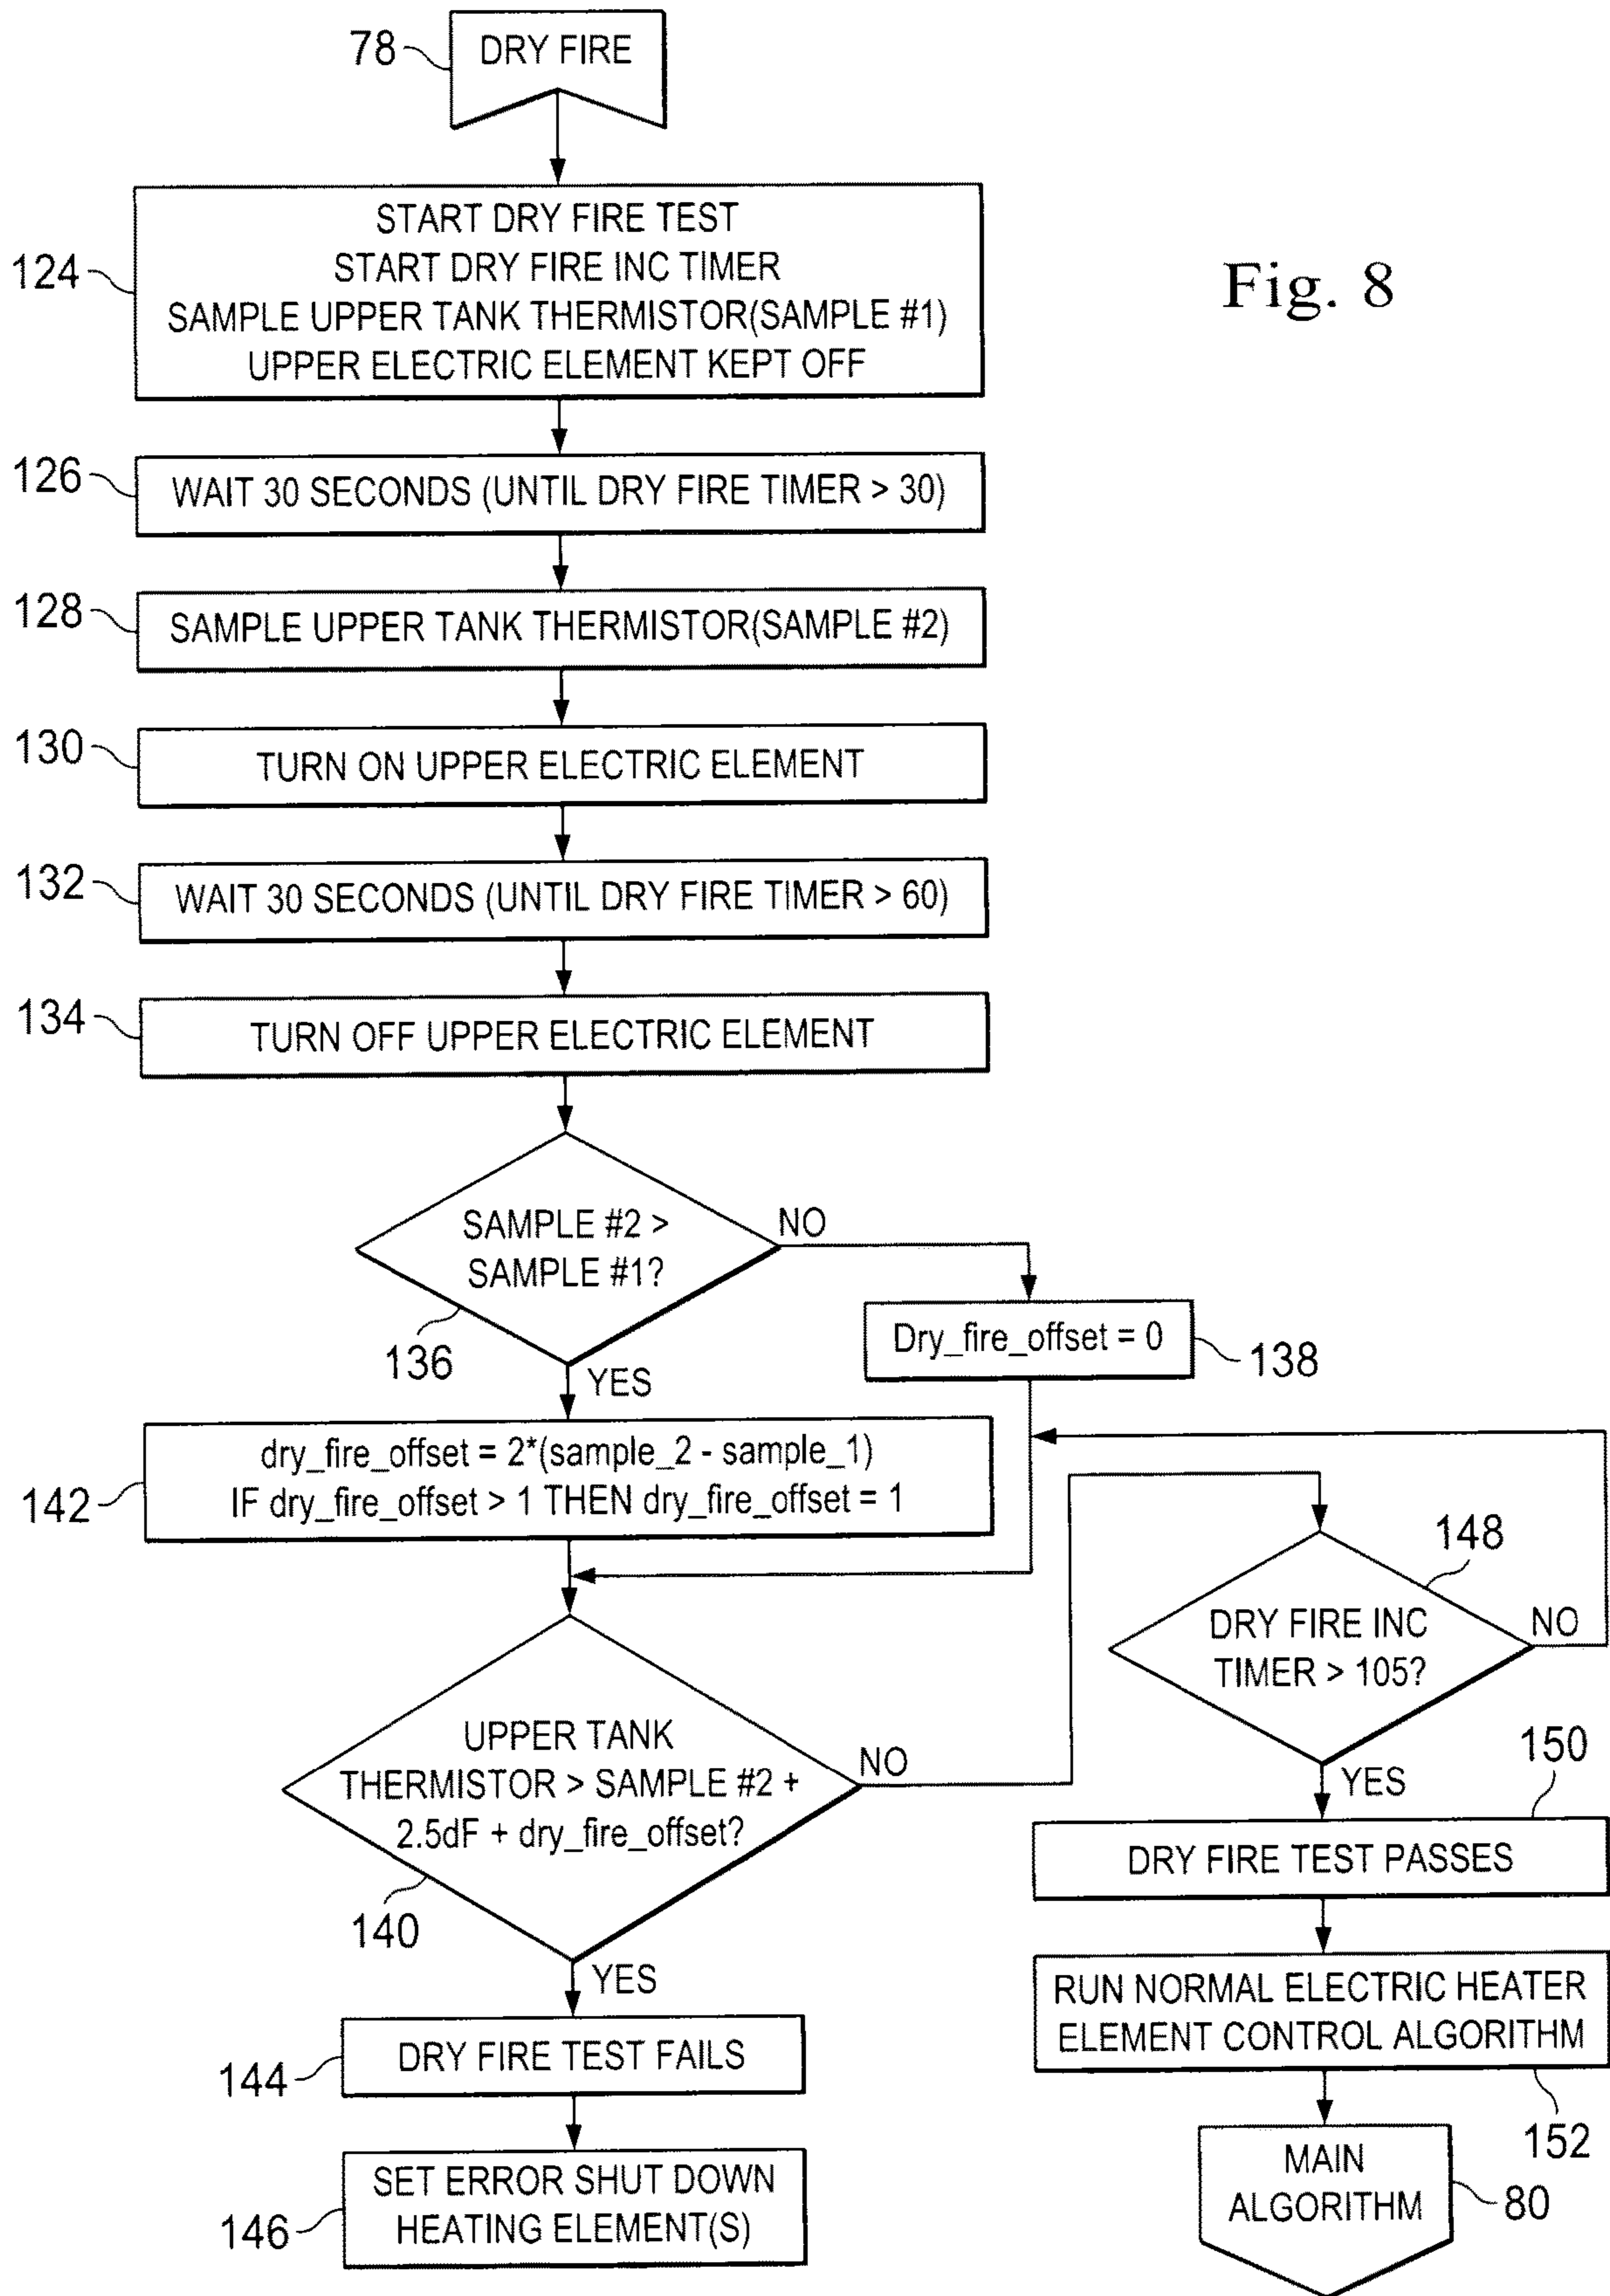 78
DRY FIRE
Fig. 8
124
START DRY FIRE TEST
START DRY FIRE INC TIMER
SAMPLE UPPER TANK THERMISTOR(SAMPLE #1)
UPPER ELECTRIC ELEMENT KEPT OFF
126
WAIT 30 SECONDS (UNTIL DRY FIRE TIMER > 30)
128
SAMPLE UPPER TANK THERMISTOR(SAMPLE #2)
130
TURN ON UPPER ELECTRIC ELEMENT
132
WAIT 30 SECONDS (UNTIL DRY FIRE TIMER > 60)
134
TURN OFF UPPER ELECTRIC ELEMENT
SAMPLE #2 >
SAMPLE #1?
136
NO
YES
Dry_fire_offset = 0
138
142
dry_fire_offset = 2*(sample_2 - sample_1)
IF dry_fire_offset > 1 THEN dry_fire_offset = 1
UPPER TANK
THERMISTOR > SAMPLE #2 +
2.5dF + dry_fire_offset?
140
NO
YES
148
DRY FIRE INC
TIMER > 105?
NO
YES
144
DRY FIRE TEST FAILS
146
SET ERROR SHUT DOWN
HEATING ELEMENT(S)
150
DRY FIRE TEST PASSES
RUN NORMAL ELECTRIC HEATER
ELEMENT CONTROL ALGORITHM
152
MAIN
ALGORITHM
80